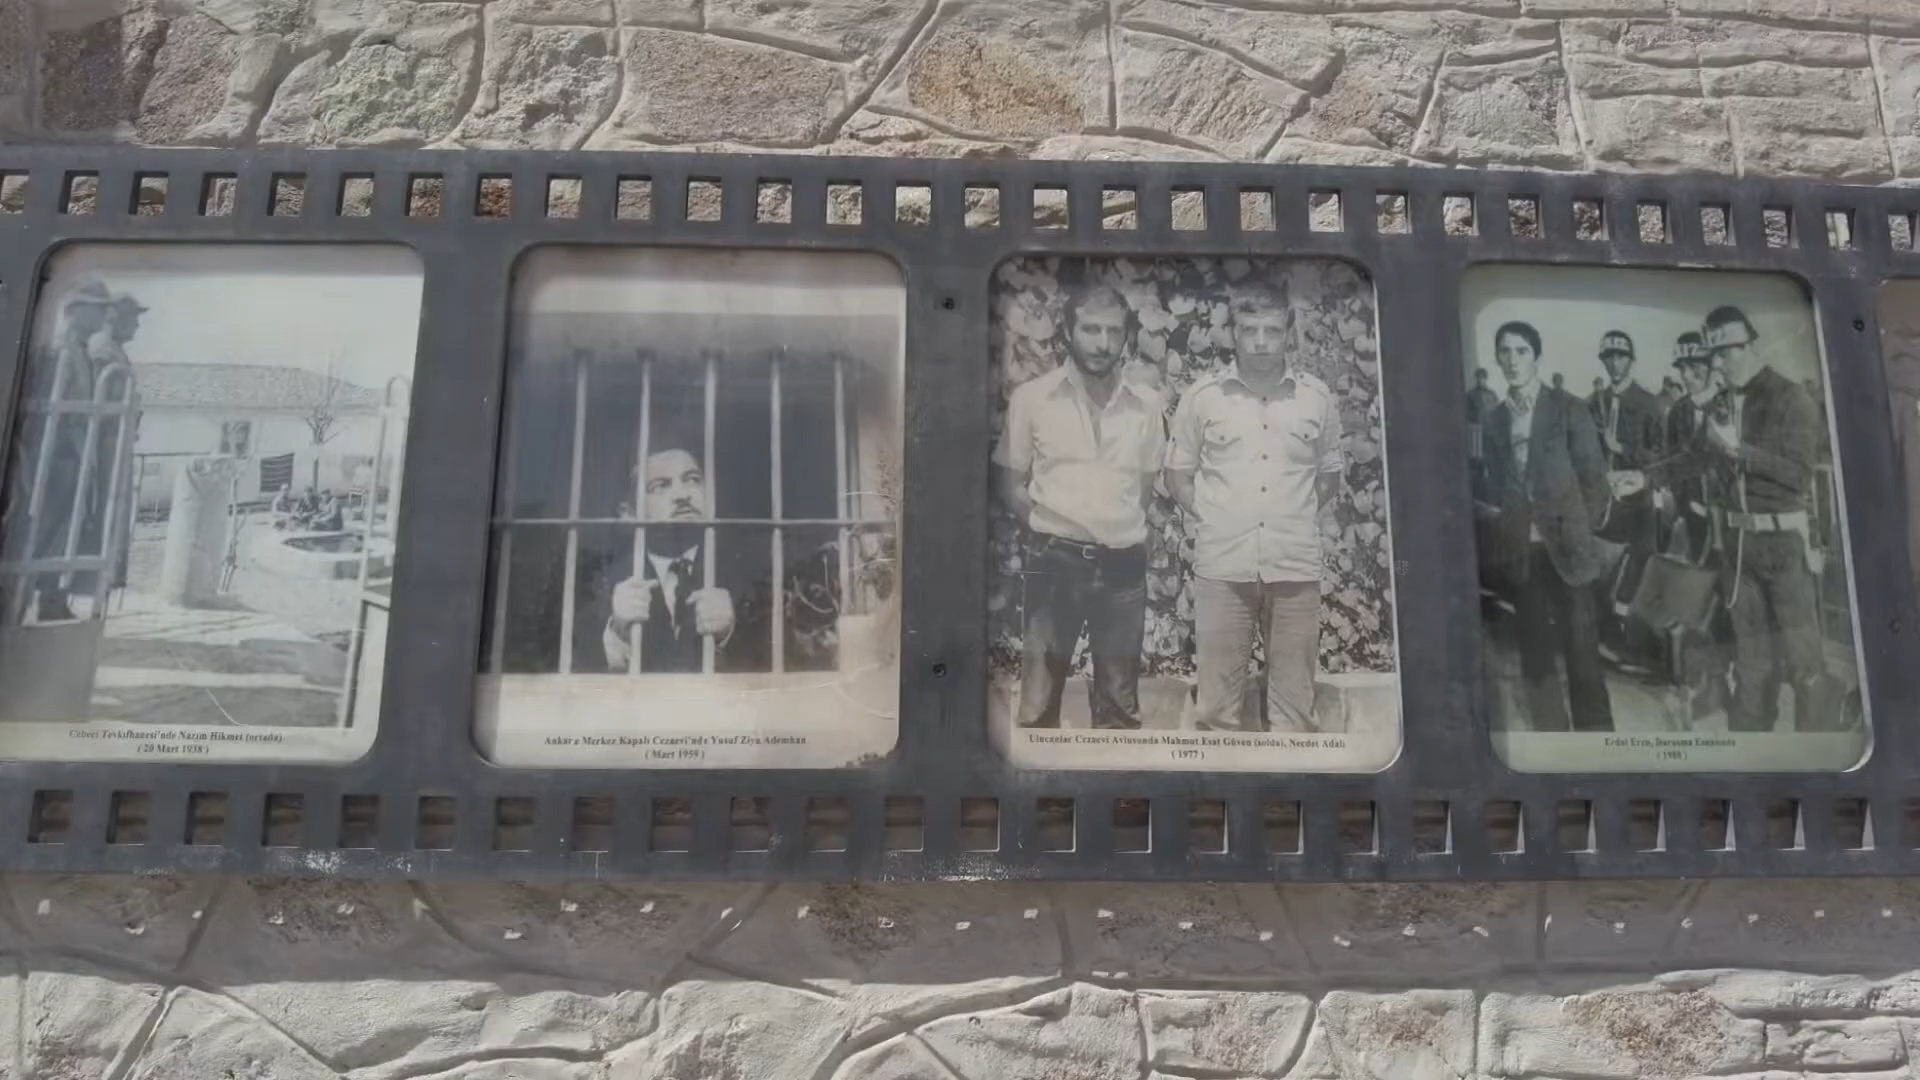 Cebeci Tevkifhanesi'nde Nazım Hikmet (ortada)
( 20 Mart 1938 )
Ankara Merkez Kapalı Cezaevi'nde Yusuf Ziya Ademhan
( Mart 1959 )
Ulucanlar Cezaevi Avlusunda Mahmut Esat Güven (solda), Necdet Adalı
( 1977 )
Erdal Eren, Duruşma Esnasında
( 1980 )